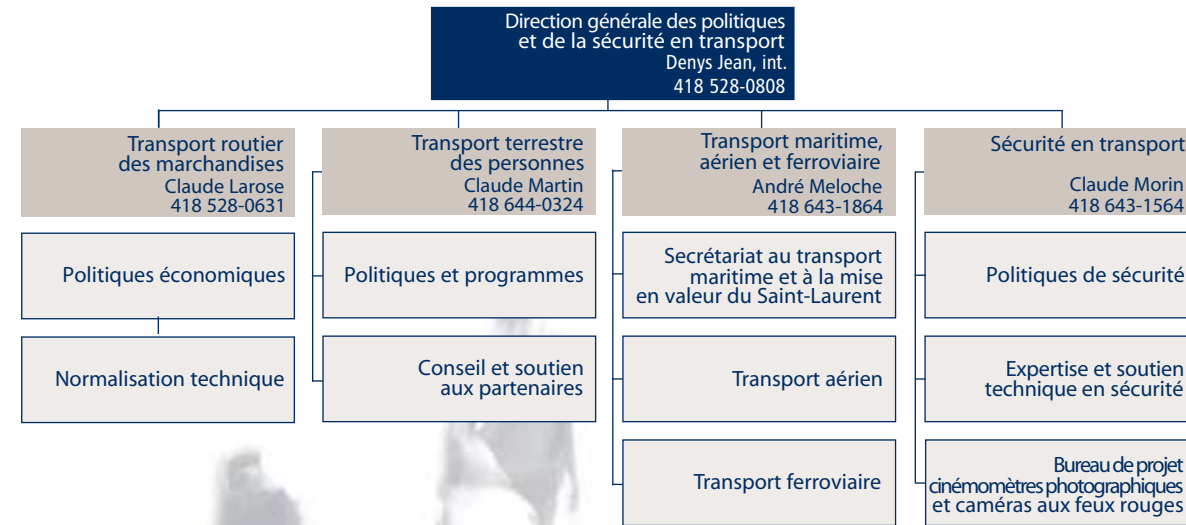 Direction générale des politiques
et de la sécurité en transport
Denys Jean, int.
418 528-0808
Transport routier
des marchandises
Claude Larose
418 528-0631
Politiques économiques
Normalisation technique
Transport terrestre
des personnes
Claude Martin
418 644-0324
Politiques et programmes
Conseil et soutien
aux partenaires
Transport maritime,
aérien et ferroviaire
André Meloche
418 643-1864
Secrétariat au transport
maritime et à la mise
en valeur du Saint-Laurent
Transport aérien
Transport ferroviaire
Sécurité en transport
Claude Morin
418 643-1564
Politiques de sécurité
Expertise et soutien
technique en sécurité
Bureau de projet
cinémomètres photographiques
et caméras aux feux rouges